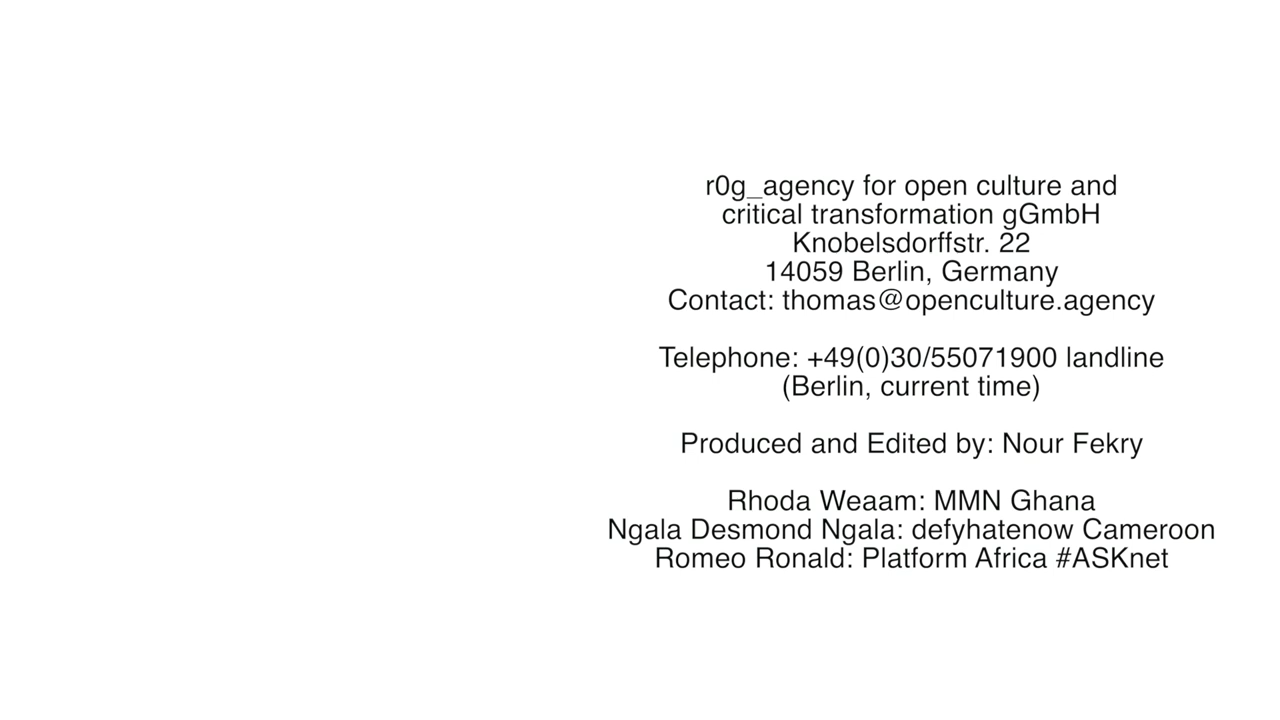 r0g_agency for open culture and
critical transformation gGmbH
Knobelsdorffstr. 22
14059 Berlin, Germany
Contact: thomas@openculture.agency
Telephone: +49(0)30/55071900 landline
(Berlin, current time)
Produced and Edited by: Nour Fekry
Rhoda Weaam: MMN Ghana
Ngala Desmond Ngala: defyhatenow Cameroon
Romeo Ronald: Platform Africa #ASKnet